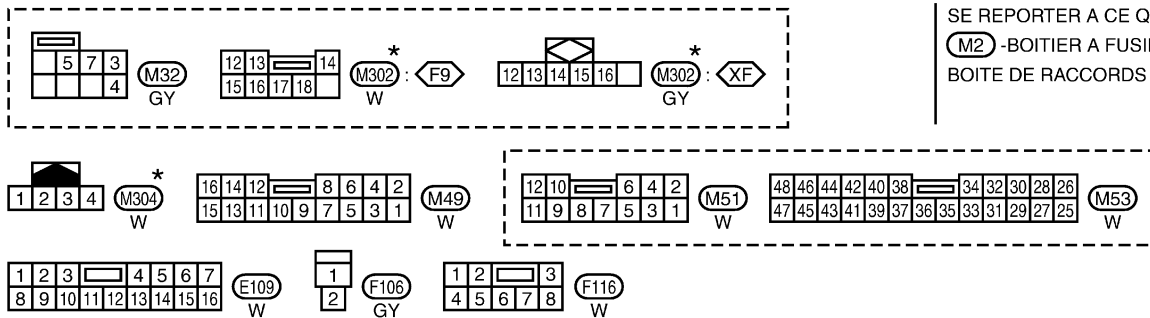 SE REPORTER A CE Q
M2 -BOITIER A FUSI
BOITE DE RACCORDS
5 7 3
4
M32
GY
12 13 14
15 16 17 18
* M302 : F9
W
12 13 14 15 16
* M302 : XF
GY
1 2 3 4
* M304
W
16 14 12 8 6 4 2
15 13 11 10 9 7 5 3 1
M49
W
12 10 6 4 2
11 9 8 7 5 3 1
M51
W
48 46 44 42 40 38 34 32 30 28 26
47 45 43 41 39 37 36 35 33 31 29 27 25
M53
W
1 2 3 4 5 6 7
8 9 10 11 12 13 14 15 16
E109
W
1
2
F106
GY
1 2 3
4 5 6 7 8
F116
W